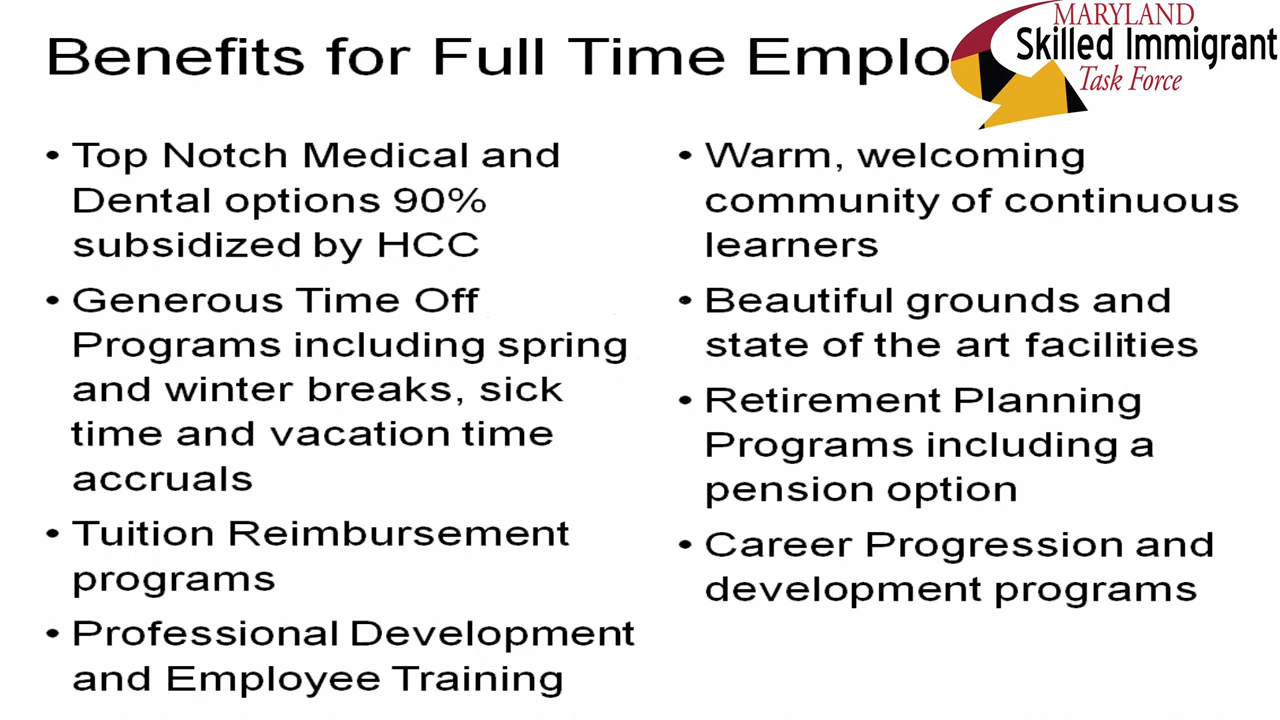 Benefits for Full Time Emplo
MARYLAND
Skilled Immigrant
Task Force
• Top Notch Medical and
Dental options 90%
subsidized by HCC
• Generous Time Off
Programs including spring
and winter breaks, sick
time and vacation time
accruals
• Tuition Reimbursement
programs
• Professional Development
and Employee Training
• Warm, welcoming
community of continuous
learners
• Beautiful grounds and
state of the art facilities
• Retirement Planning
Programs including a
pension option
• Career Progression and
development programs